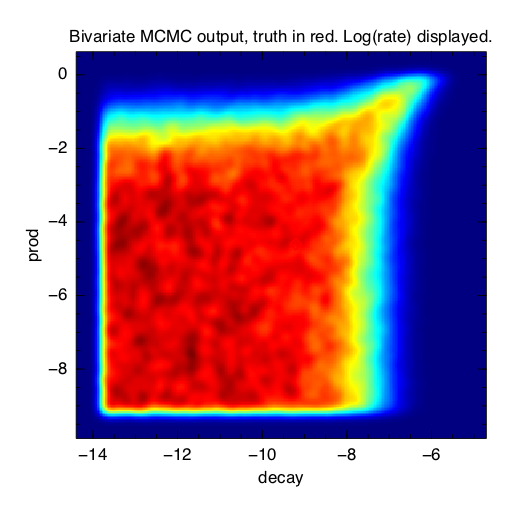 Bivariate MCMC output, truth in red. Log(rate) displayed.
0
−2
−4
−6
−8
prod
−14 −12 −10 −8 −6
decay